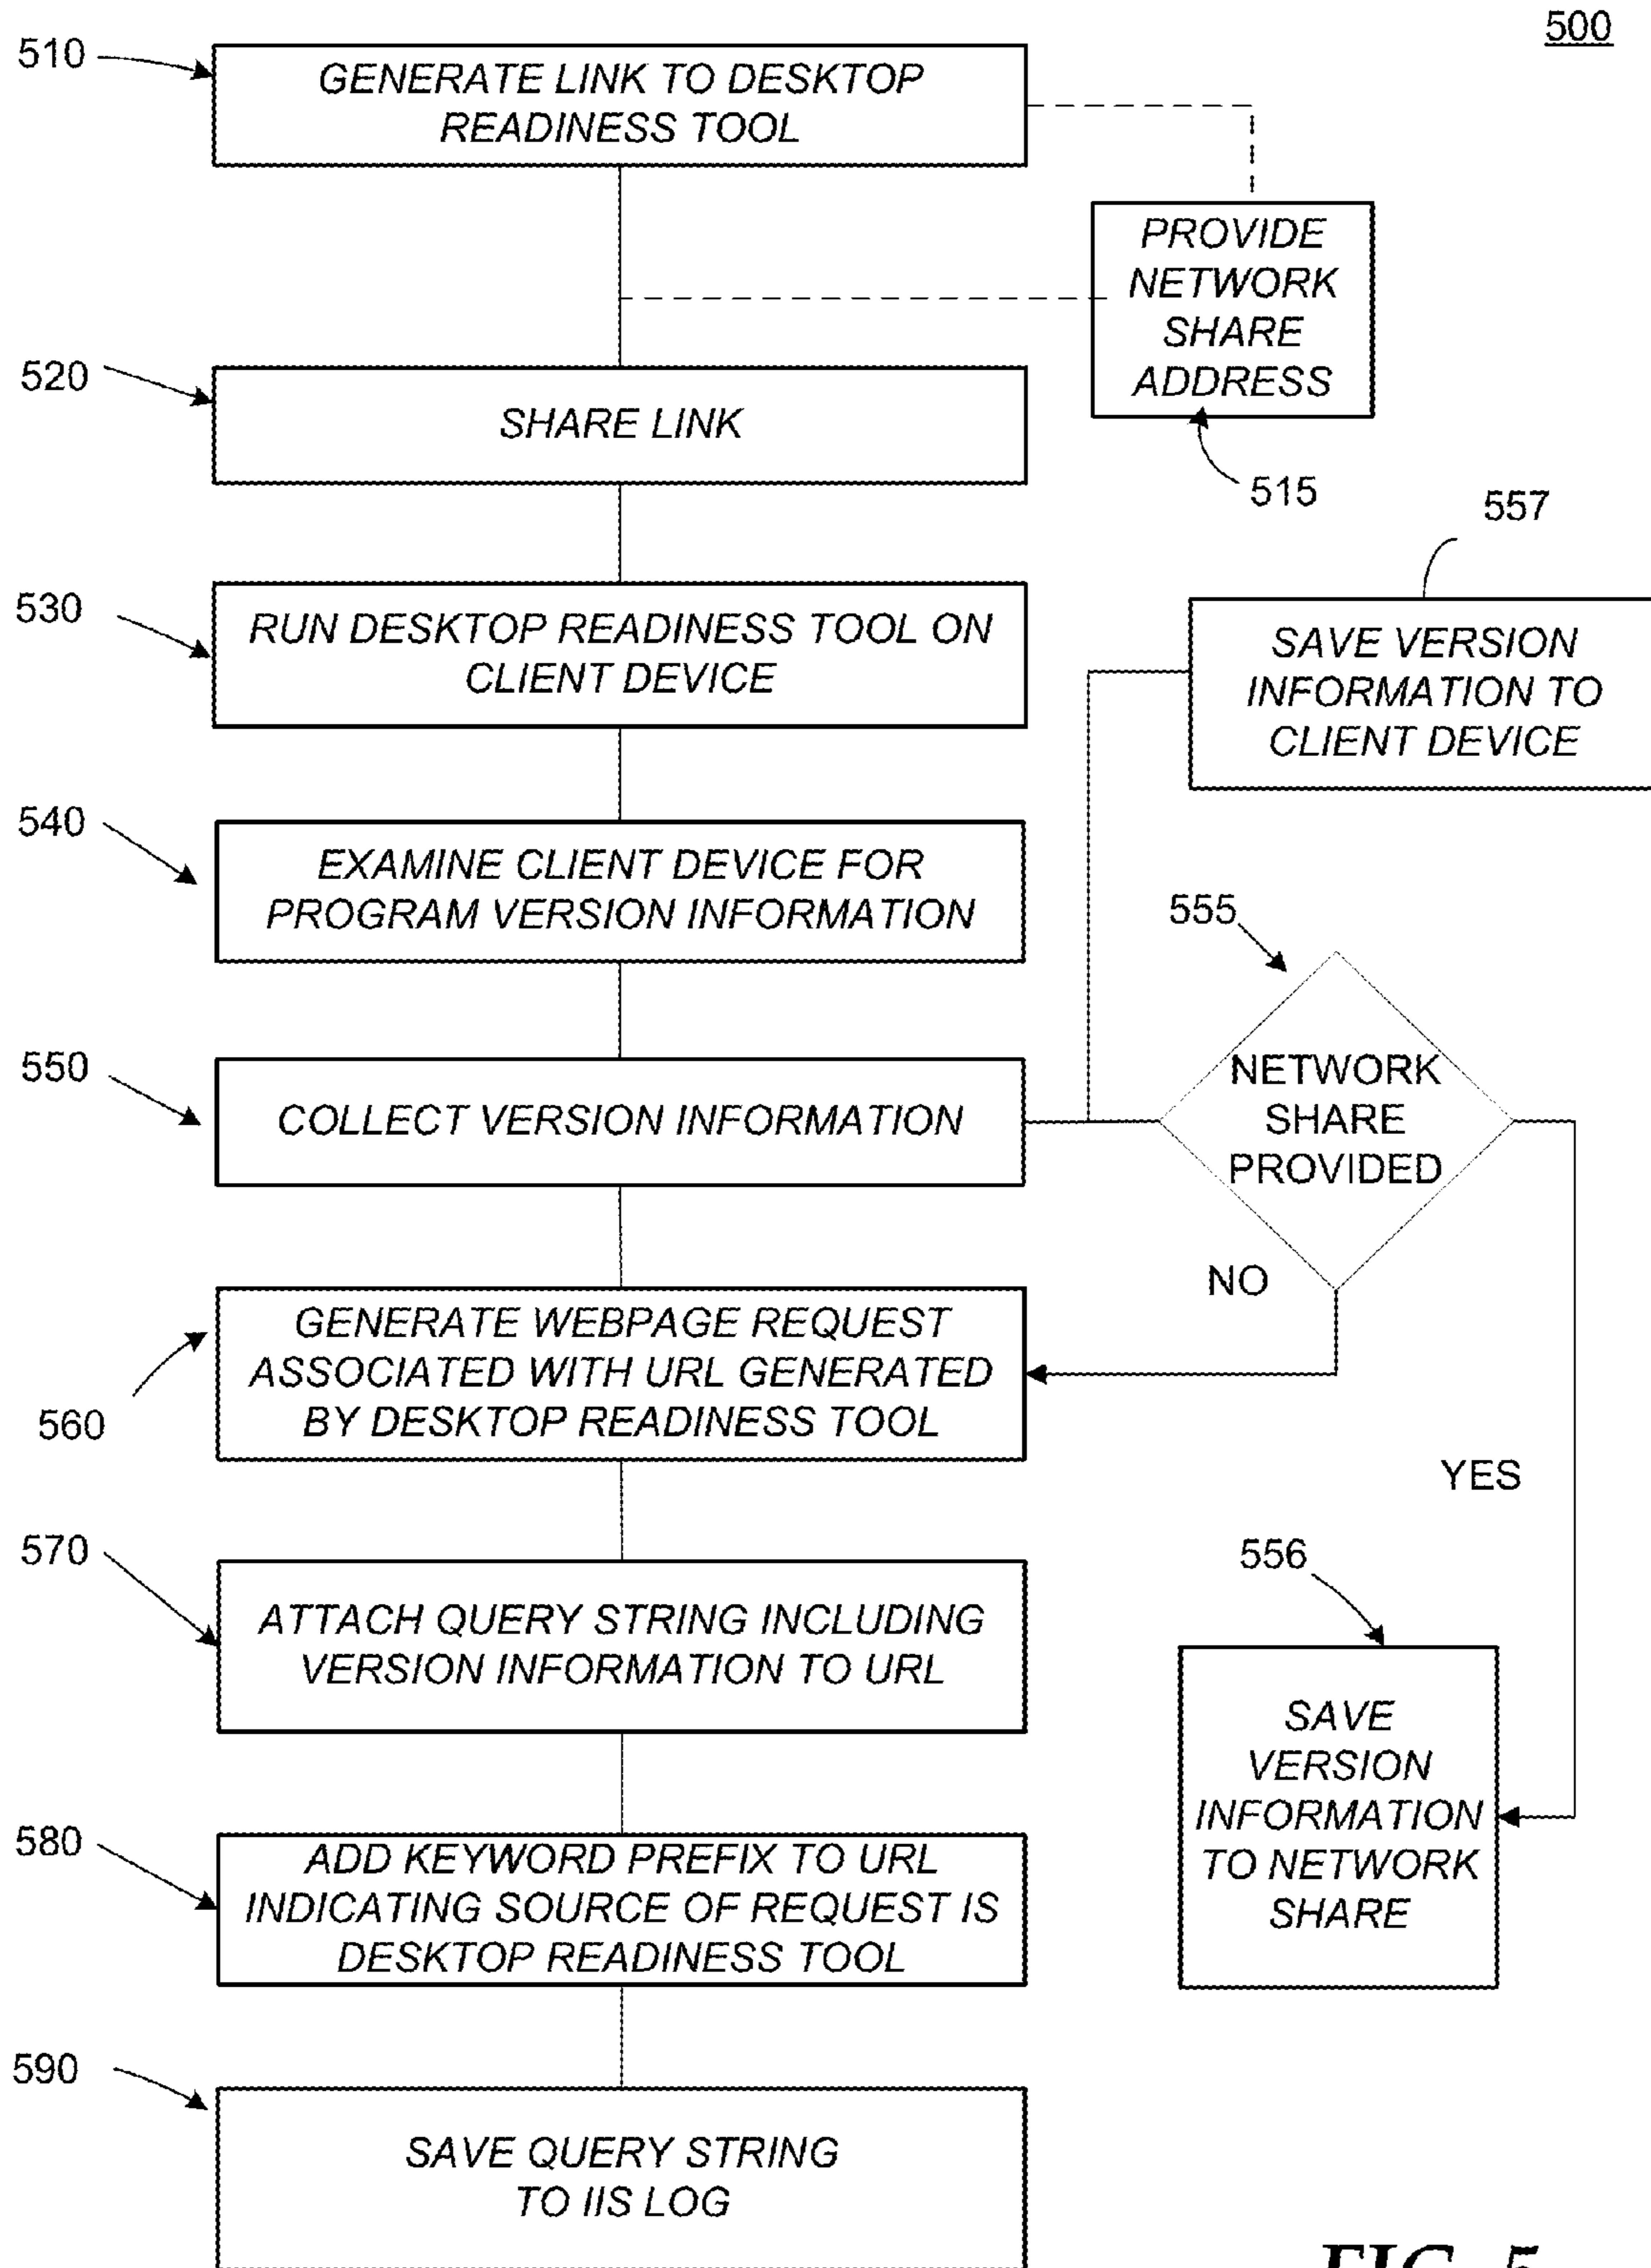 500
510
GENERATE LINK TO DESKTOP
READINESS TOOL
PROVIDE
NETWORK
SHARE
ADDRESS
515
520
SHARE LINK
557
530
RUN DESKTOP READINESS TOOL ON
CLIENT DEVICE
SAVE VERSION
INFORMATION TO
CLIENT DEVICE
540
EXAMINE CLIENT DEVICE FOR
PROGRAM VERSION INFORMATION
555
550
COLLECT VERSION INFORMATION
NETWORK
SHARE
PROVIDED
NO
YES
560
GENERATE WEBPAGE REQUEST
ASSOCIATED WITH URL GENERATED
BY DESKTOP READINESS TOOL
570
ATTACH QUERY STRING INCLUDING
VERSION INFORMATION TO URL
556
SAVE
VERSION
INFORMATION
TO NETWORK
SHARE
580
ADD KEYWORD PREFIX TO URL
INDICATING SOURCE OF REQUEST IS
DESKTOP READINESS TOOL
590
SAVE QUERY STRING
TO IIS LOG
FIG. 5